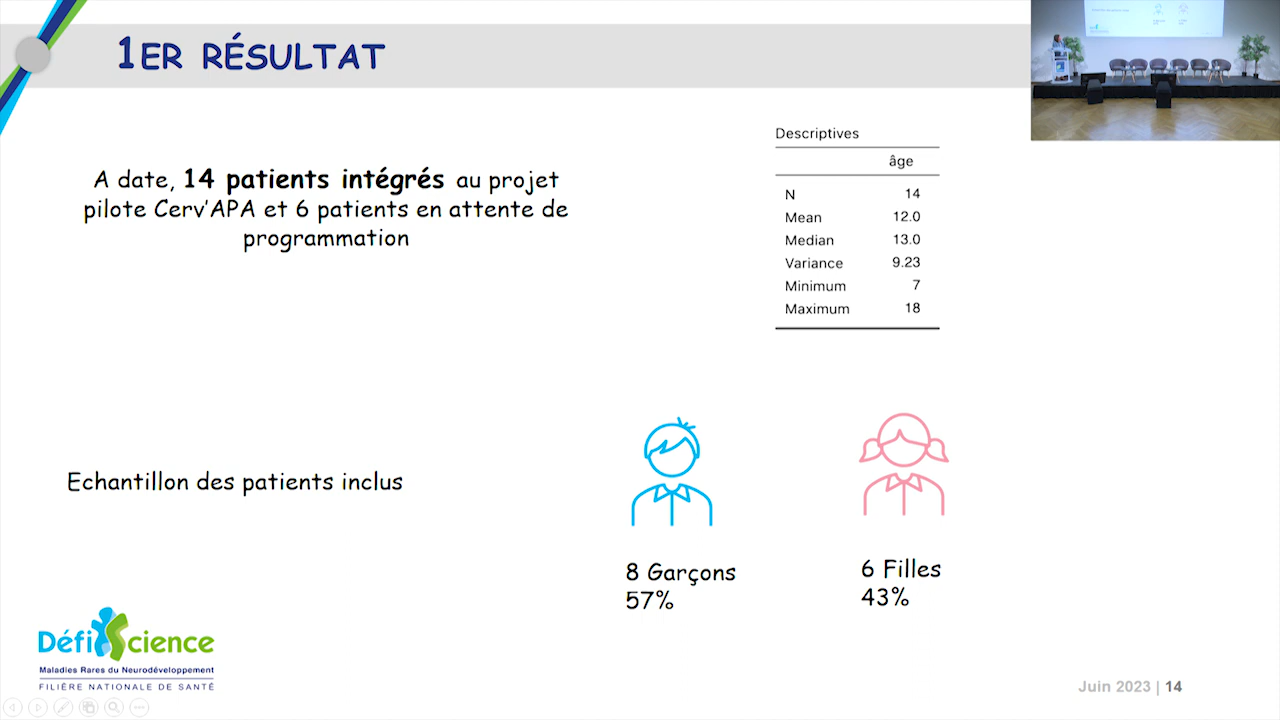 1ER RÉSULTAT
A date, 14 patients intégrés au projet
pilote Cerv'APA et 6 patients en attente de
programmation
Descriptives
âge
N 14
Mean 12.0
Median 13.0
Variance 9.23
Minimum 7
Maximum 18
Echantillon des patients inclus
8 Garçons
57%
6 Filles
43%
DéfiScience
Maladies Rares du Neurodéveloppement
FILIÈRE NATIONALE DE SANTÉ
Juin 2023 | 14